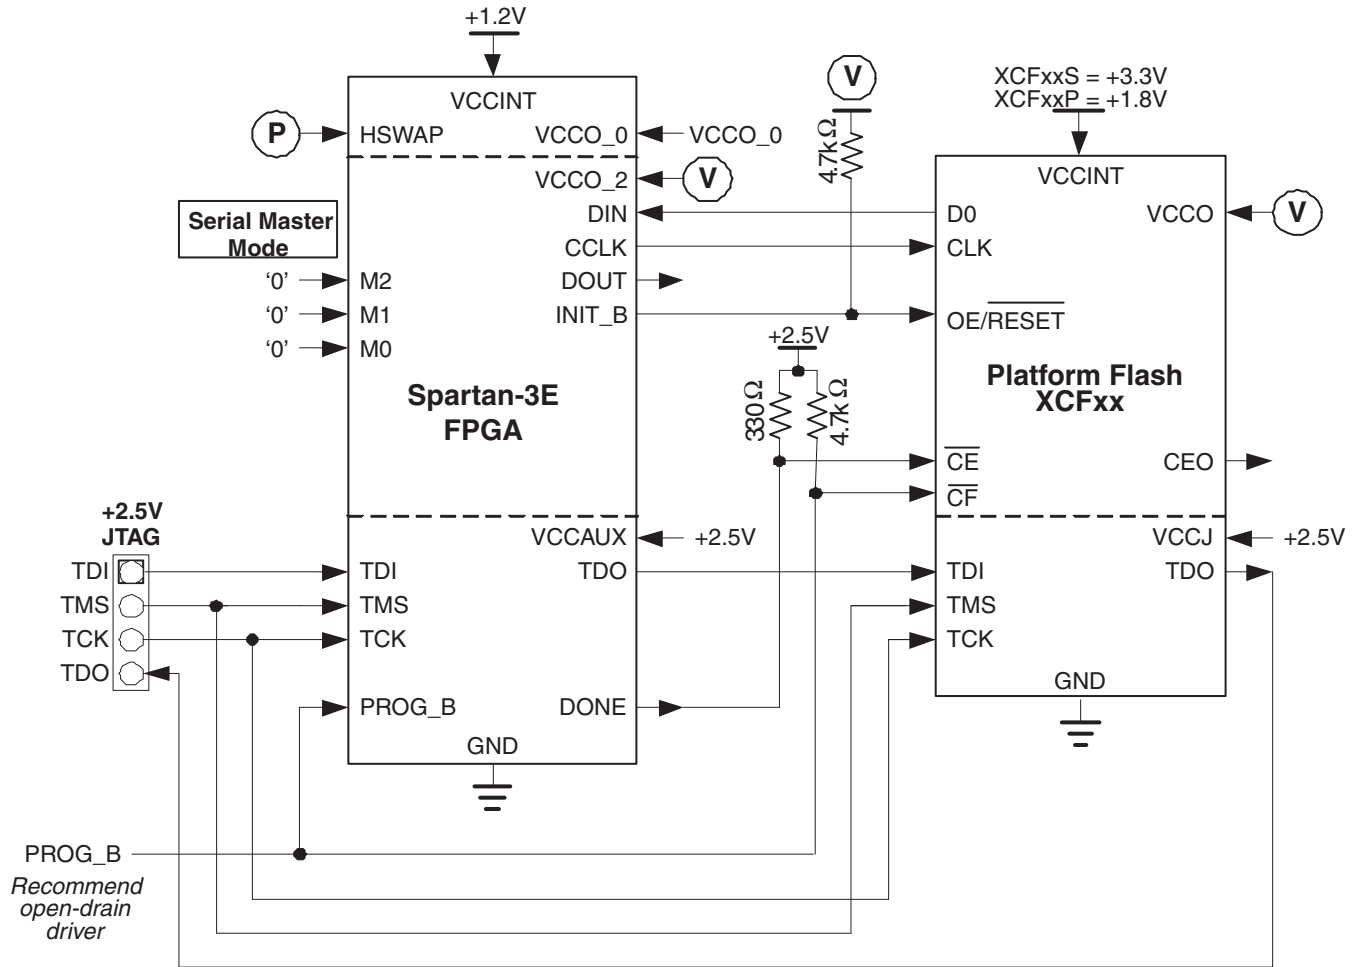 +1.2V
VCCINT
P
HSWAP
VCCO_0
VCCO_0
VCCO_2
V
Serial Master
Mode
DIN
CCLK
DOUT
INIT_B
'0'
M2
'0'
M1
'0'
M0
Spartan-3E
FPGA
V
4.7kΩ
+2.5V
330Ω
4.7kΩ
XCFxxS = +3.3V
XCFxxP = +1.8V
VCCINT
D0
VCCO
V
CLK
OE/RESET
Platform Flash
XCFxx
CE
CEO
CF
+2.5V
JTAG
TDI
TMS
TCK
TDO
VCCAUX
+2.5V
TDI
TDO
TMS
TCK
PROG_B
DONE
GND
VCCJ
+2.5V
TDI
TDO
TMS
TCK
GND
PROG_B
Recommend
open-drain
driver